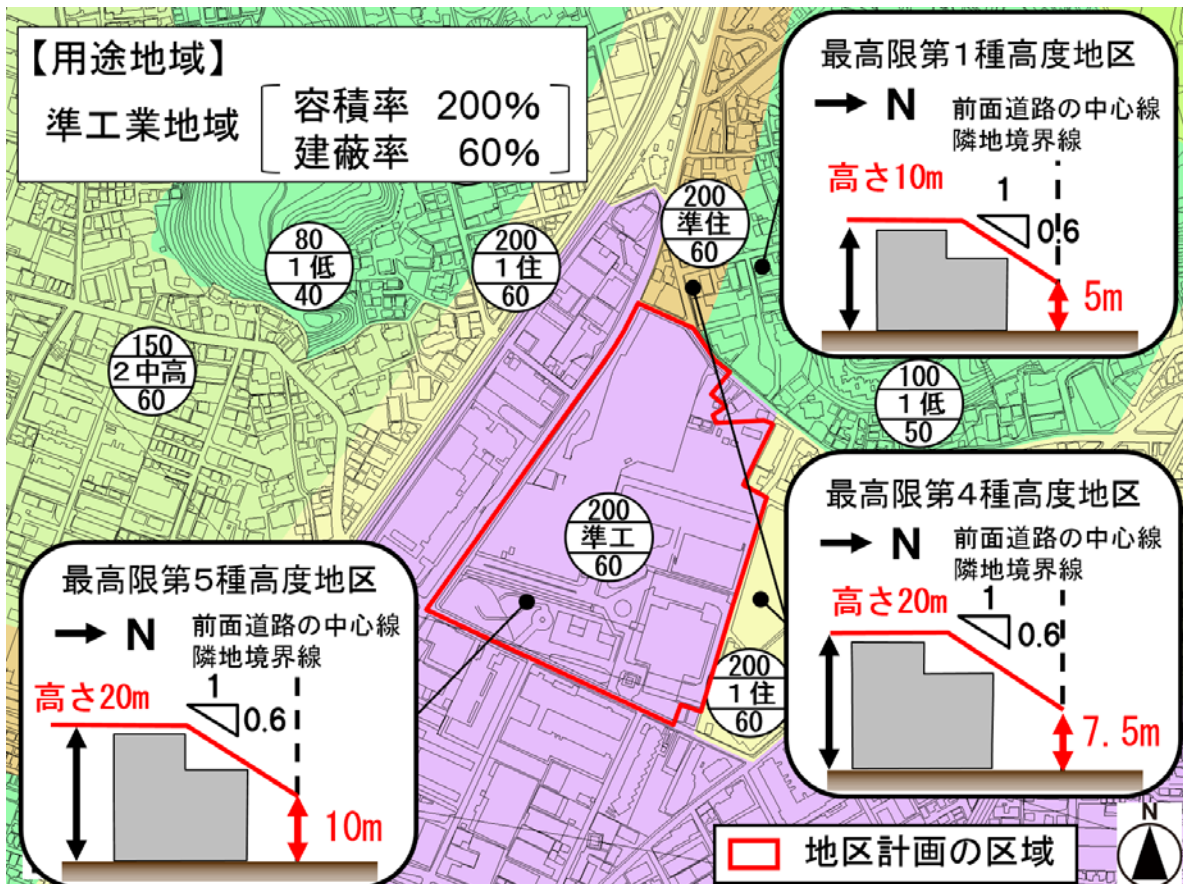 【用途地域】
準工業地域
容積率 200%
建蔽率 60%
最高限第1種高度地区
N
前面道路の中心線
隣地境界線
高さ10m
1
0.6
5m
200
準住
60
80
1低
40
200
1住
60
150
2中高
60
100
1低
50
200
準工
60
最高限第4種高度地区
N
前面道路の中心線
隣地境界線
高さ20m
1
0.6
7.5m
最高限第5種高度地区
N
前面道路の中心線
隣地境界線
高さ20m
1
0.6
10m
200
1住
60
地区計画の区域
N